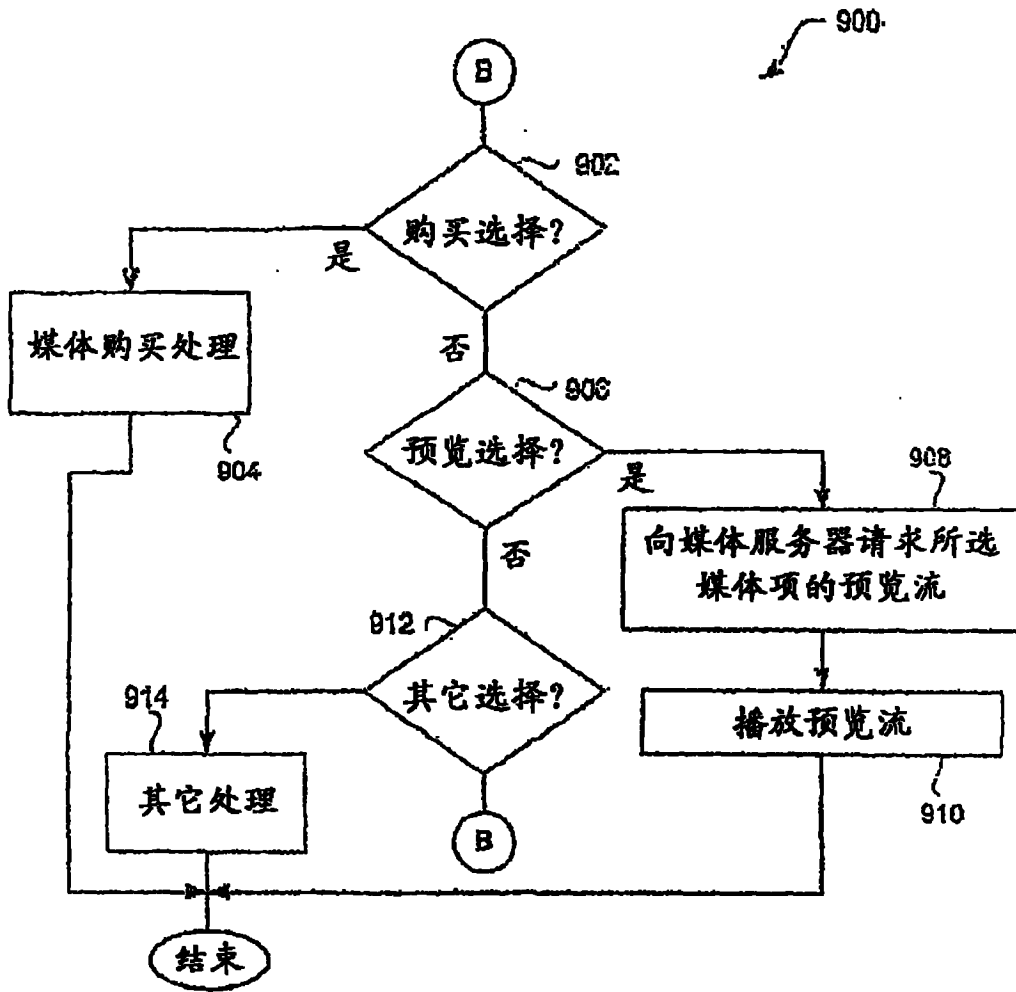 900
B
902
购买选择?
是
媒体购买处理
否
904
906
预览选择?
是
908
向媒体服务器请求所选
媒体项的预览流
否
912
其它选择?
914
播放预览流
其它处理
910
B
结束